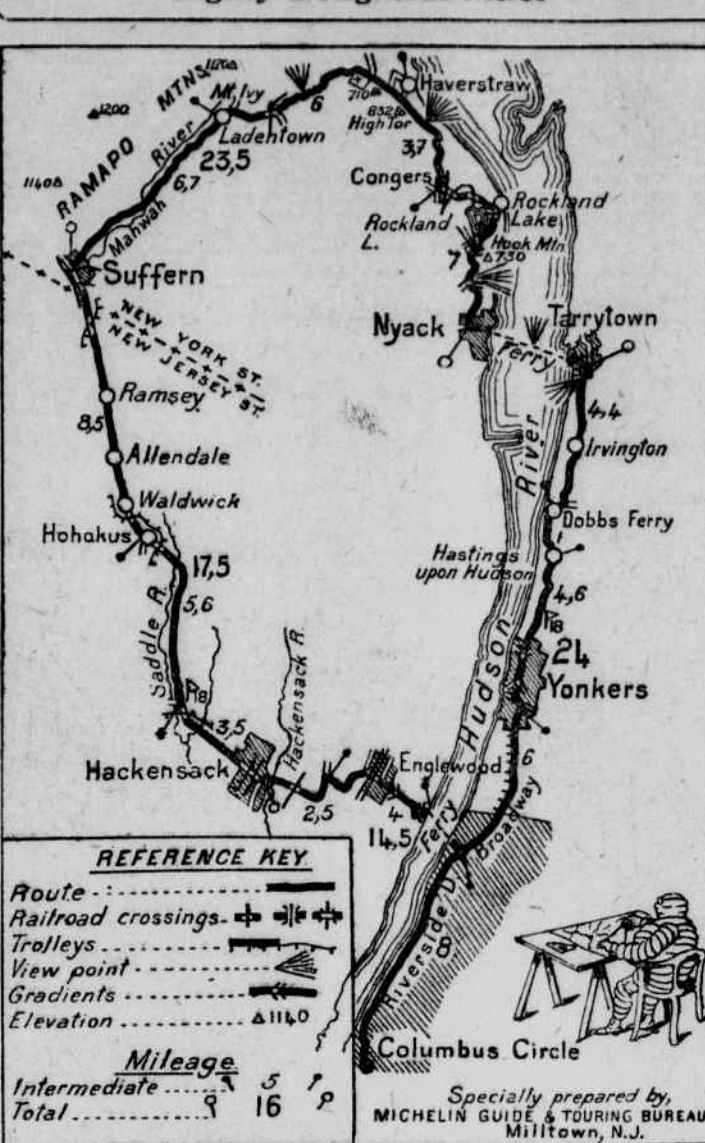 1120
Mt. Ivy
1200
RAMAPO MTNS
6
710
Haverstraw
832
High Tor
Ladentown
23,5
River
1140
6,7
3,7
Congers
Mahwah
Rockland
L.
Rockland
Lake
Hook Mtn
730
7
Suffern
Nyack
Tarrytown
Ferry
NEW YORK ST.
NEW JERSEY ST.
Ramsey
8,5
4,4
Irvington
Allendale
Waldwick
Dobbs Ferry
Hohokus
17,5
Hastings
upon Hudson
4,6
5,6
Saddle R.
Hudson River
24
Yonkers
Hackensack R.
3,5
Hackensack
Englewood
6
2,5
4
14,5
Ferry
Broadway
Riverside D.
8
Columbus Circle
REFERENCE KEY
Route
Railroad crossings
Trolleys
View point
Gradients
Elevation 1140
Mileage
Intermediate 5
Total 16
Specially prepared by,
MICHELIN GUIDE & TOURING BUREAU
Milltown, N.J.